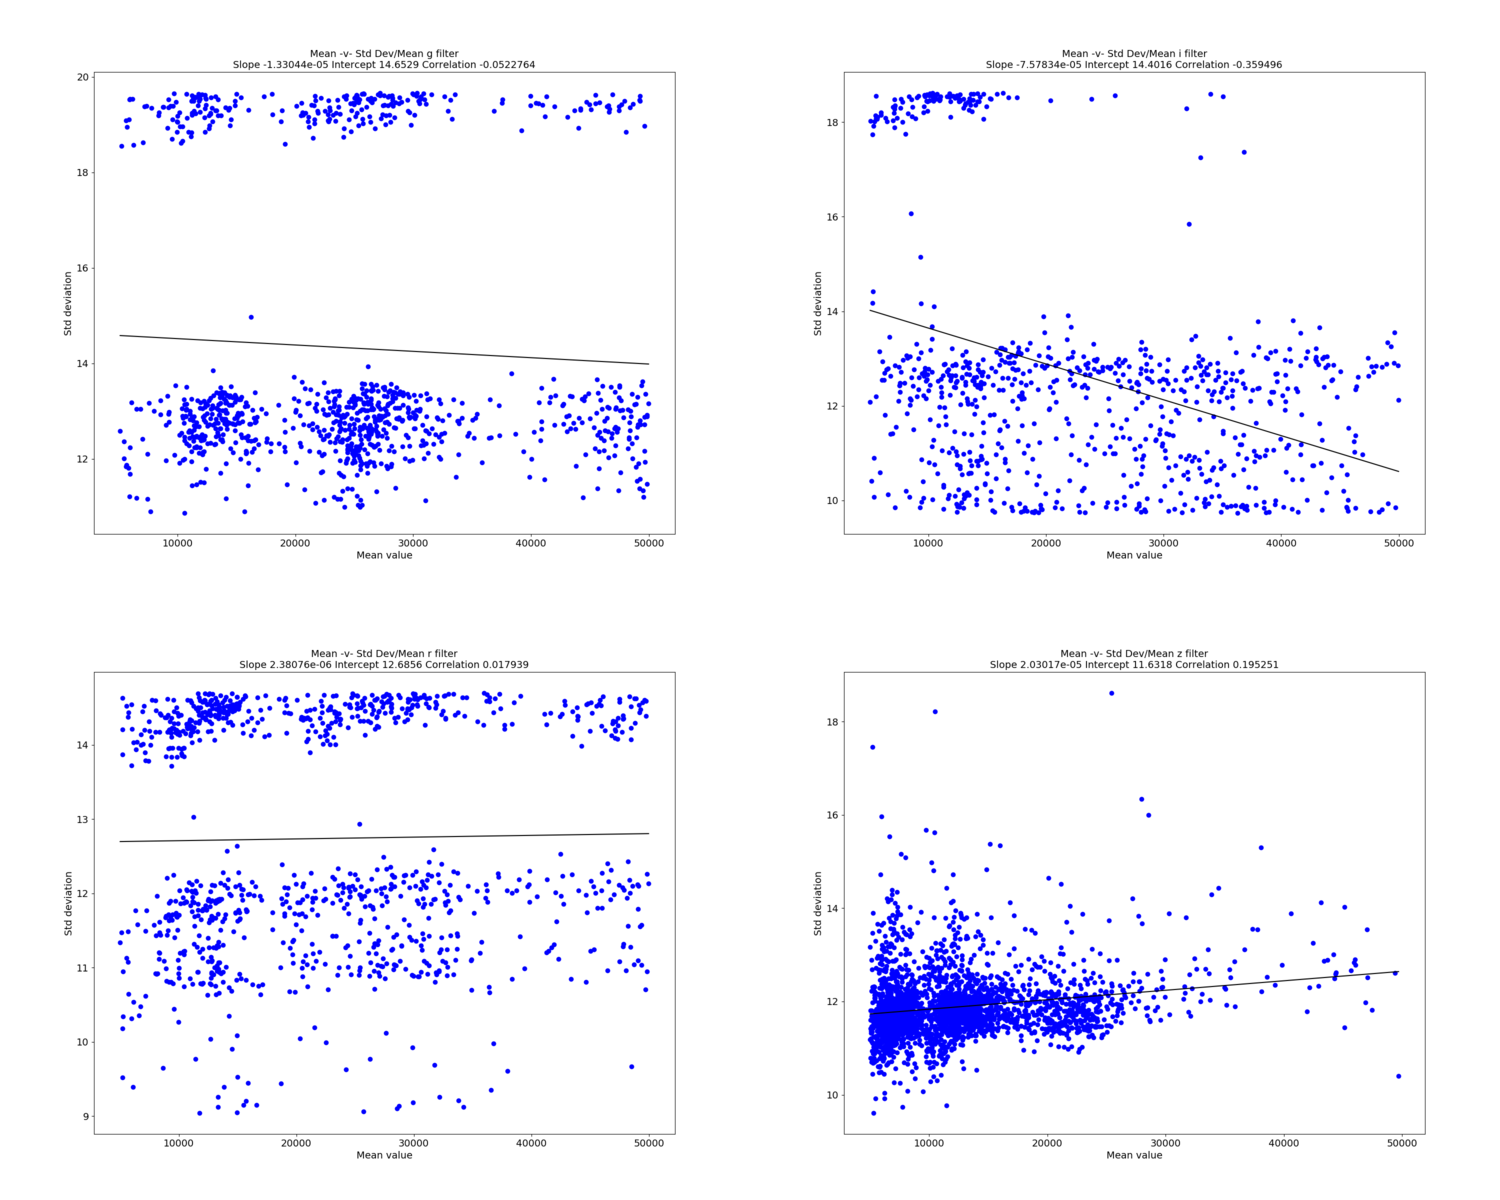 Mean -v- Std Dev/Mean g filter
Slope -1.33044e-05 Intercept 14.6529 Correlation -0.0522764
20
18
16
14
12
Std deviation
10000 20000 30000 40000 50000
Mean value
Mean -v- Std Dev/Mean i filter
Slope -7.57834e-05 Intercept 14.4016 Correlation -0.359496
18
16
14
12
10
Std deviation
10000 20000 30000 40000 50000
Mean value
Mean -v- Std Dev/Mean r filter
Slope 2.38076e-06 Intercept 12.6856 Correlation 0.017939
14
13
12
11
10
9
Std deviation
10000 20000 30000 40000 50000
Mean value
Mean -v- Std Dev/Mean z filter
Slope 2.03017e-05 Intercept 11.6318 Correlation 0.195251
18
16
14
12
10
Std deviation
10000 20000 30000 40000 50000
Mean value